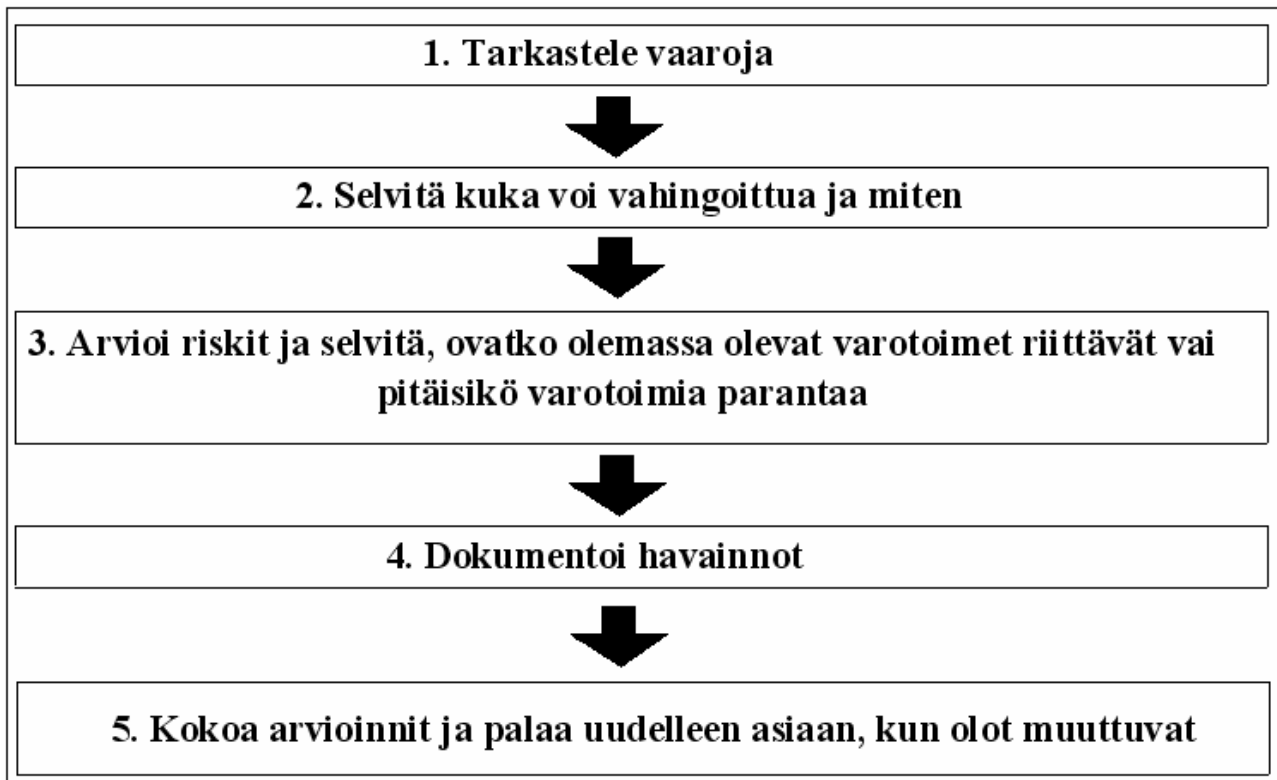 1. Tarkastele vaaroja
2. Selvitä kuka voi vahingoittua ja miten
3. Arvioi riskit ja selvitä, ovatko olemassa olevat varotoimet riittävät vai
pitäisikö varotoimia parantaa
4. Dokumentoi havainnot
5. Kokoa arvioinnit ja palaa uudelleen asiaan, kun olot muuttuvat